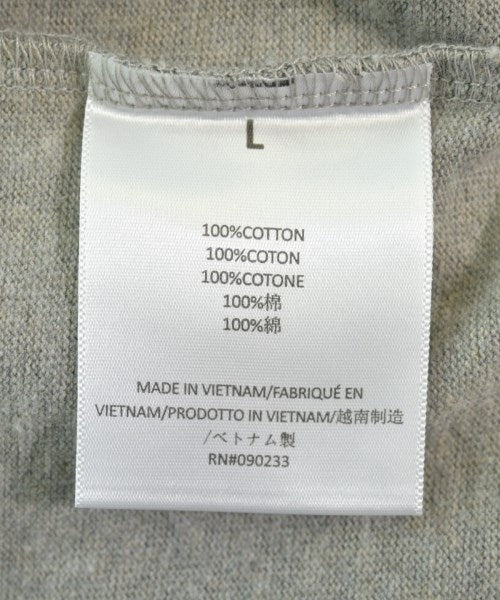 L
100%COTTON
100%COTON
100%COTONE
100%棉
100%綿
MADE IN VIETNAM/FABRIQUÉ EN
VIETNAM/PRODOTTO IN VIETNAM/越南制造
/ベトナム製
RN#090233